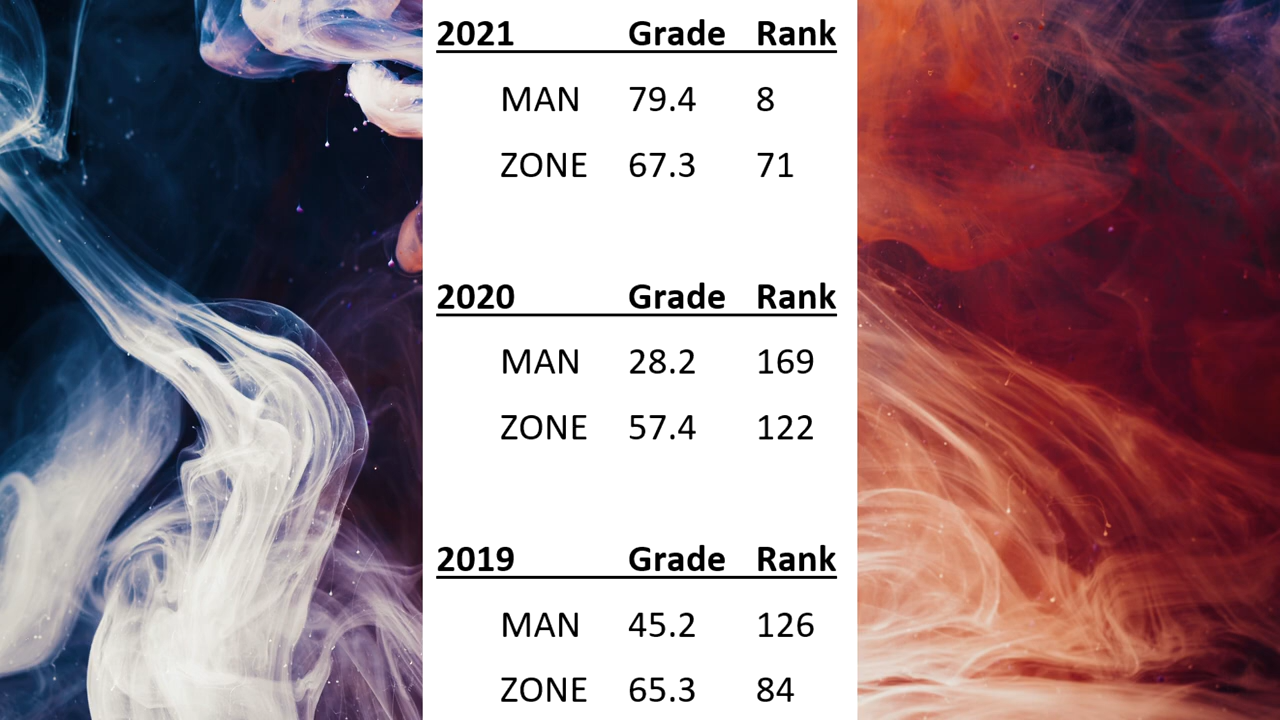 2021 Grade Rank
MAN 79.4 8
ZONE 67.3 71
2020 Grade Rank
MAN 28.2 169
ZONE 57.4 122
2019 Grade Rank
MAN 45.2 126
ZONE 65.3 84